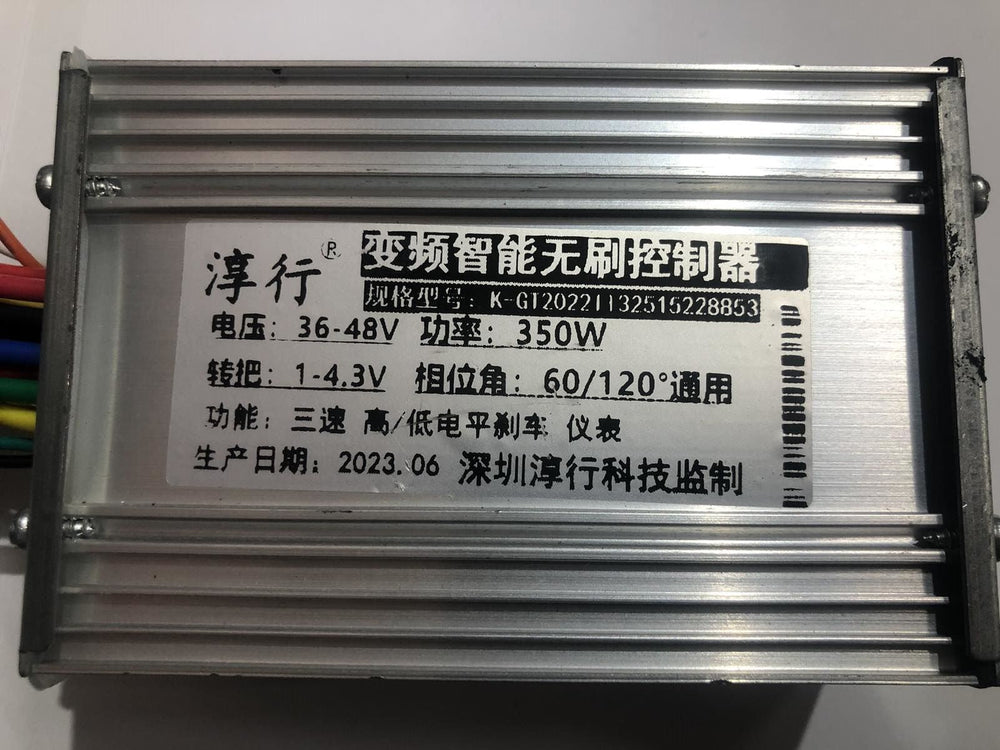 淳行®
变频智能无刷控制器
规格型号：K-GT20221132515228853
电压：36-48V 功率：350W
转把：1-4.3V 相位角：60/120°通用
功能：三速 高/低电平刹车 仪表
生产日期：2023.06 深圳淳行科技监制